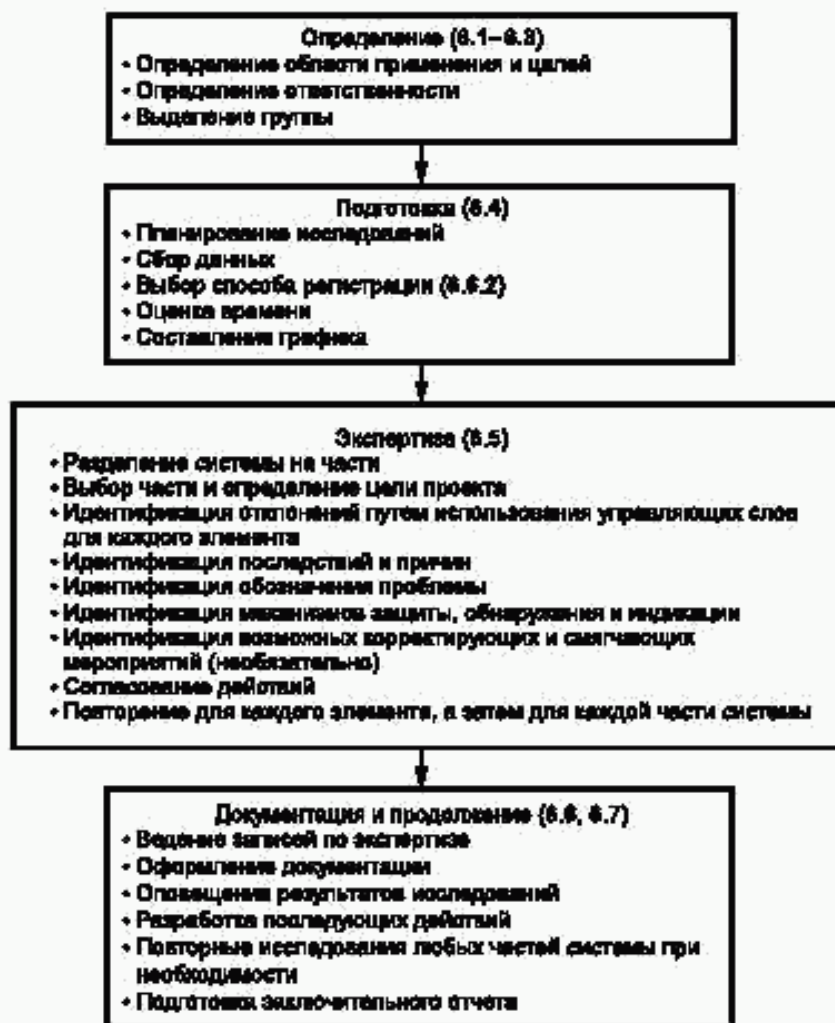 Определение (6.1–6.3)
• Определение области применения и целей
• Определение ответственности
• Выделение группы
Подготовка (6.4)
• Планирование исследований
• Сбор данных
• Выбор способа регистрации (6.6.2)
• Оценка времени
• Составление графика
Экспертиза (6.5)
• Разделение системы на части
• Выбор части и определение цели проекта
• Идентификация отклонений путем использования управляющих слов
для каждого элемента
• Идентификация последствий и причин
• Идентификация обозначения проблемы
• Идентификация механизмов защиты, обнаружения и индикации
• Идентификация возможных корректирующих и смягчающих
мероприятий (необязательно)
• Согласование действий
• Повторение для каждого элемента, а затем для каждой части системы
Документация и продолжение (6.6, 6.7)
• Ведение записей по экспертизе
• Оформление документации
• Оповещение результатов исследований
• Разработка последующих действий
• Повторные исследования любых частей системы при
необходимости
• Подготовка заключительного отчета